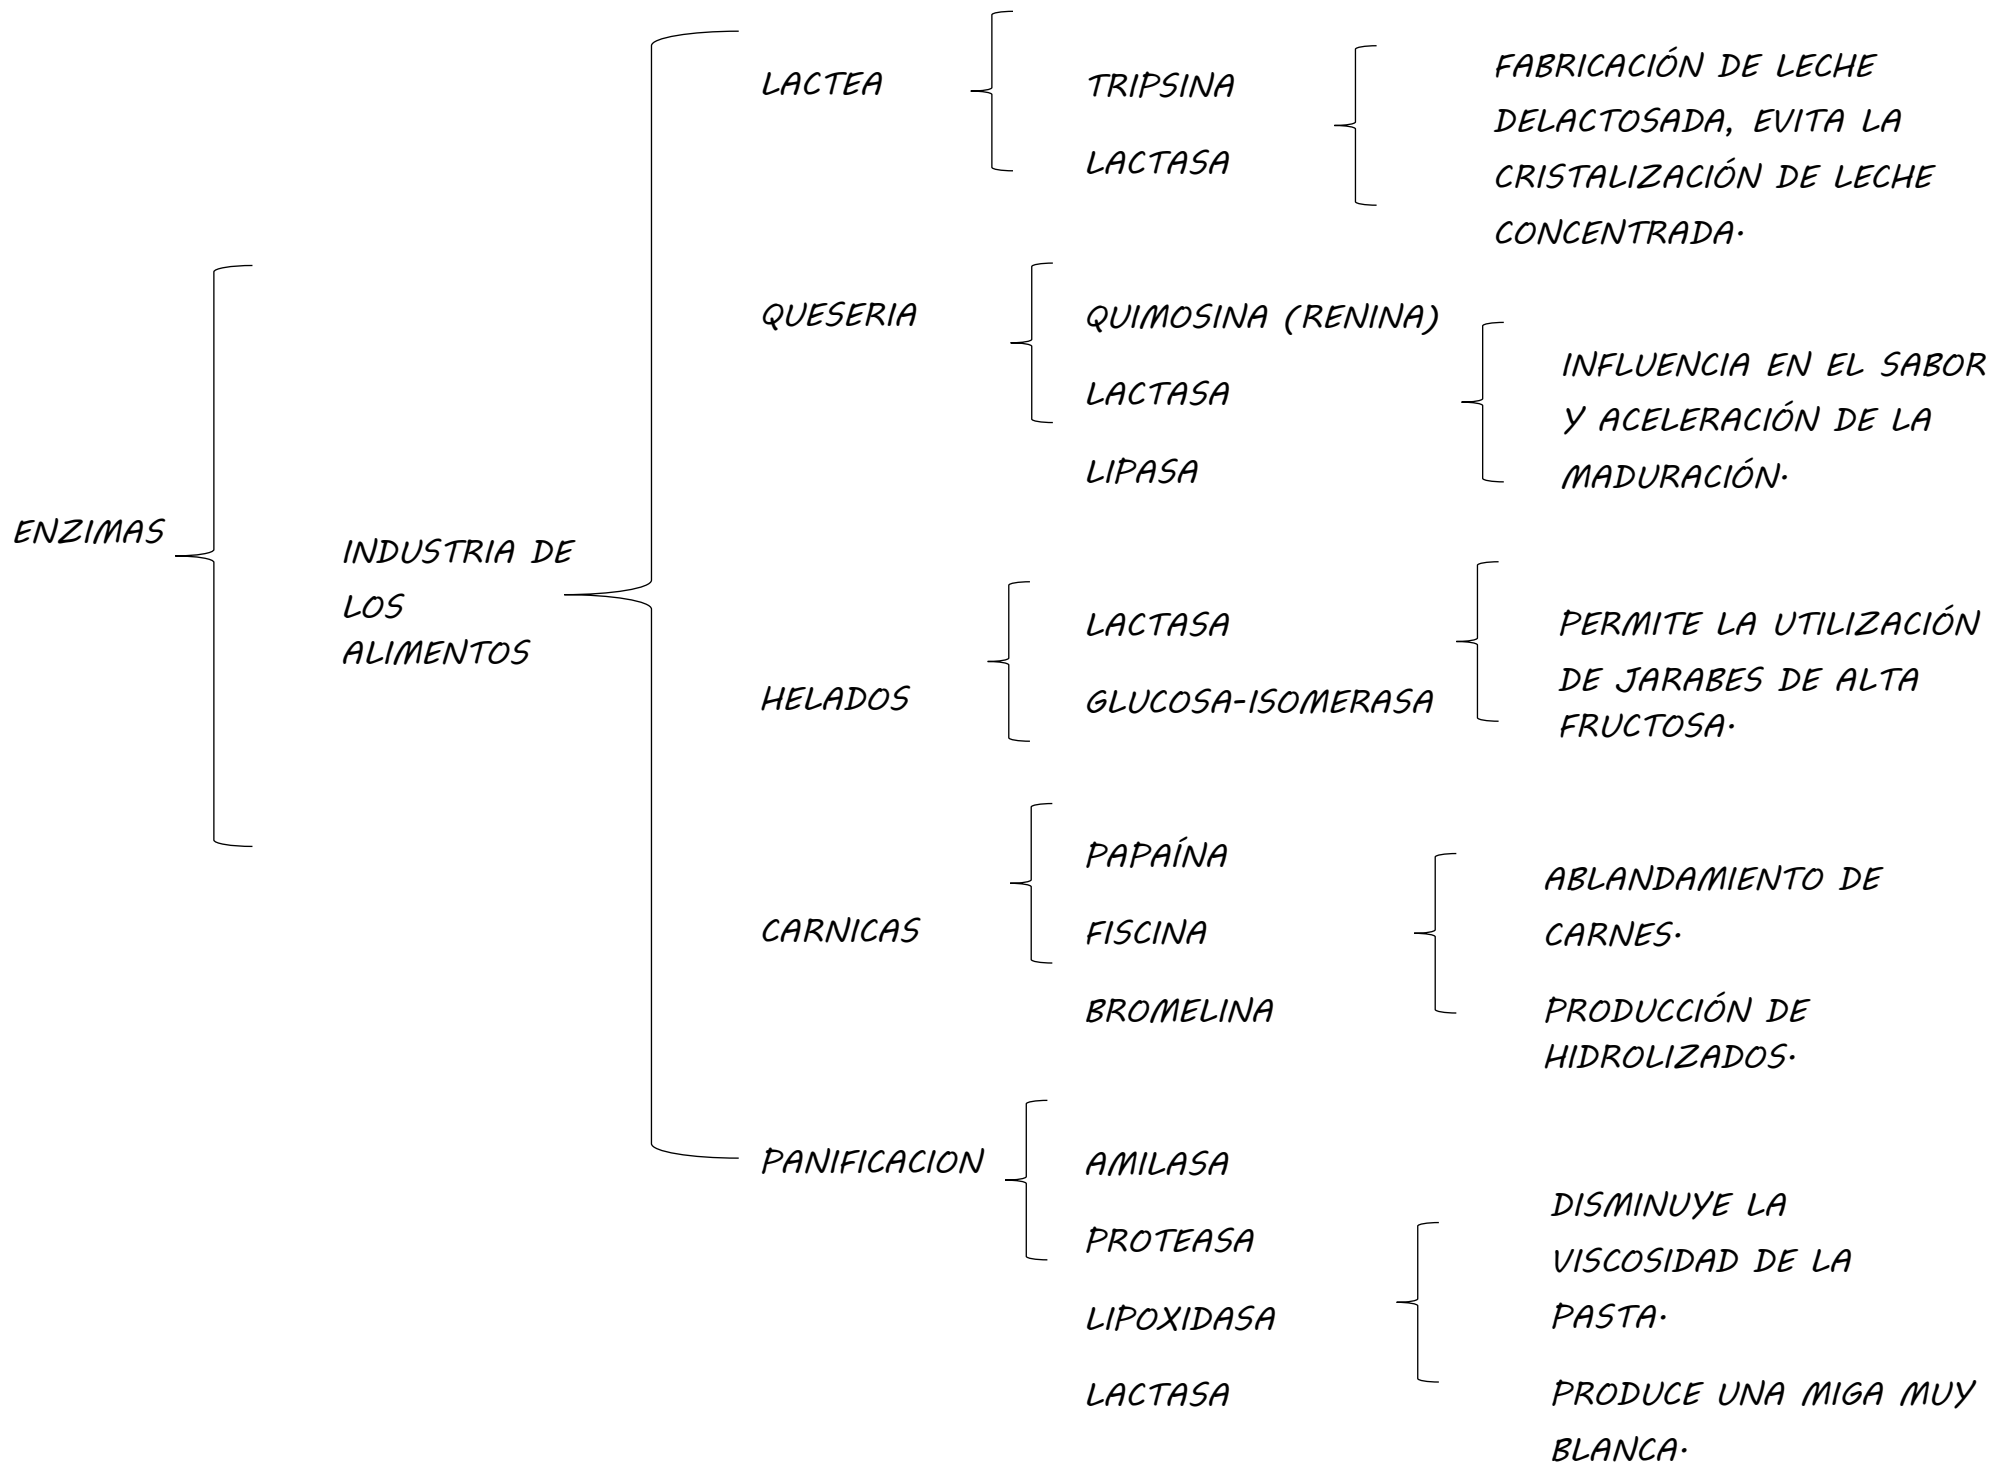 ENZIMAS
INDUSTRIA DE
LOS
ALIMENTOS
LACTEA
TRIPSINA
LACTASA
FABRICACIÓN DE LECHE
DELACTOSADA, EVITA LA
CRISTALIZACIÓN DE LECHE
CONCENTRADA.
QUESERIA
QUIMOSINA (RENINA)
LACTASA
LIPASA
INFLUENCIA EN EL SABOR
Y ACELERACIÓN DE LA
MADURACIÓN.
HELADOS
LACTASA
GLUCOSA-ISOMERASA
PERMITE LA UTILIZACIÓN
DE JARABES DE ALTA
FRUCTOSA.
CARNICAS
PAPAÍNA
FISCINA
BROMELINA
ABLANDAMIENTO DE
CARNES.
PRODUCCIÓN DE
HIDROLIZADOS.
PANIFICACION
AMILASA
PROTEASA
LIPOXIDASA
LACTASA
DISMINUYE LA
VISCOSIDAD DE LA
PASTA.
PRODUCE UNA MIGA MUY
BLANCA.